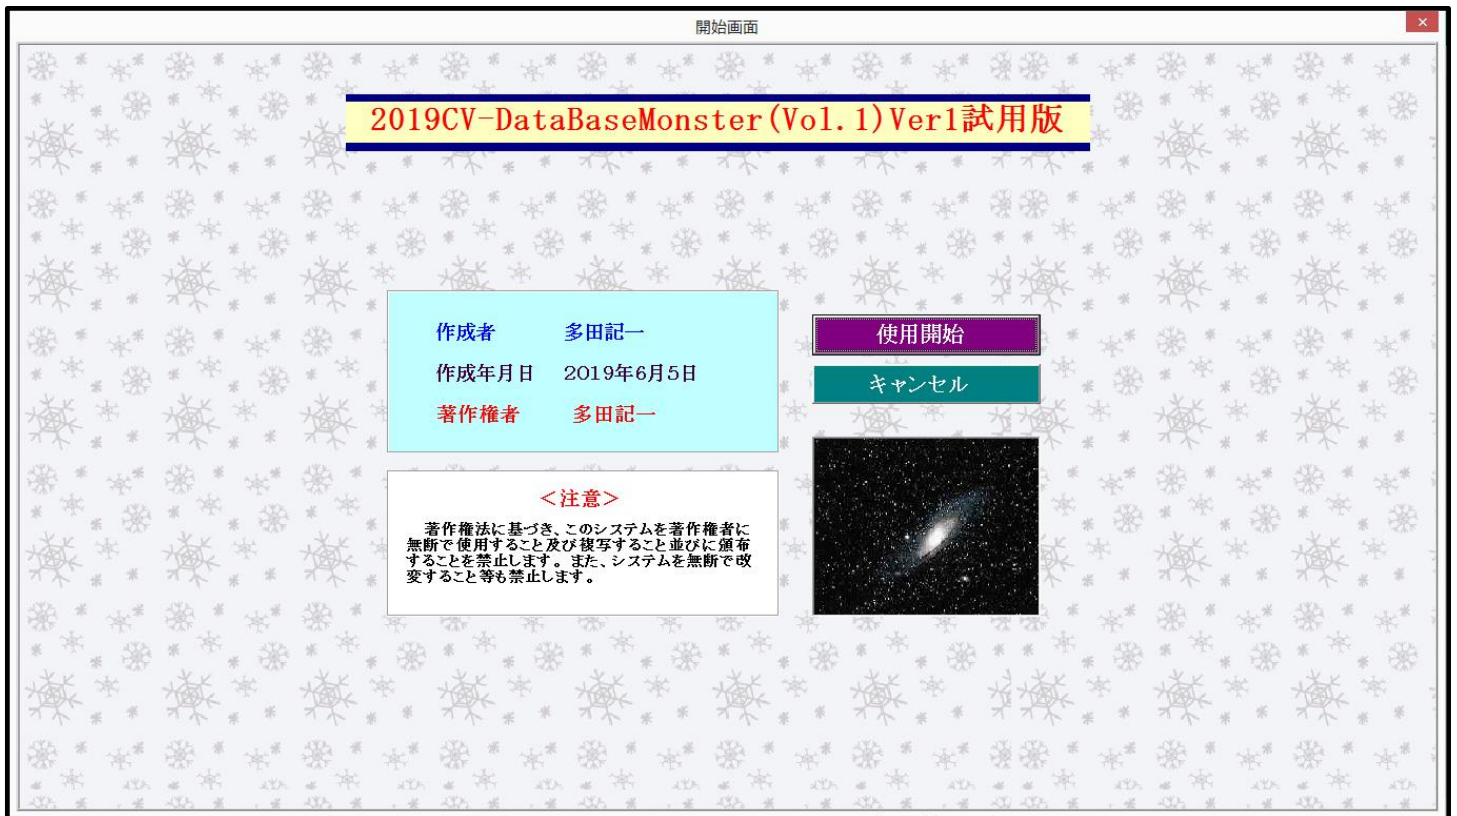 開始画面
2019CV-DataBaseMonster(Vol.1)Ver1試用版
作成者 多田記一
作成年月日 2019年6月5日
著作権者 多田記一
使用開始
キャンセル
＜注意＞
著作権法に基づき、このシステムを著作権者に
無断で使用すること及び複写すること並びに頒布
することを禁止します。また、システムを無断で改
変すること等も禁止します。